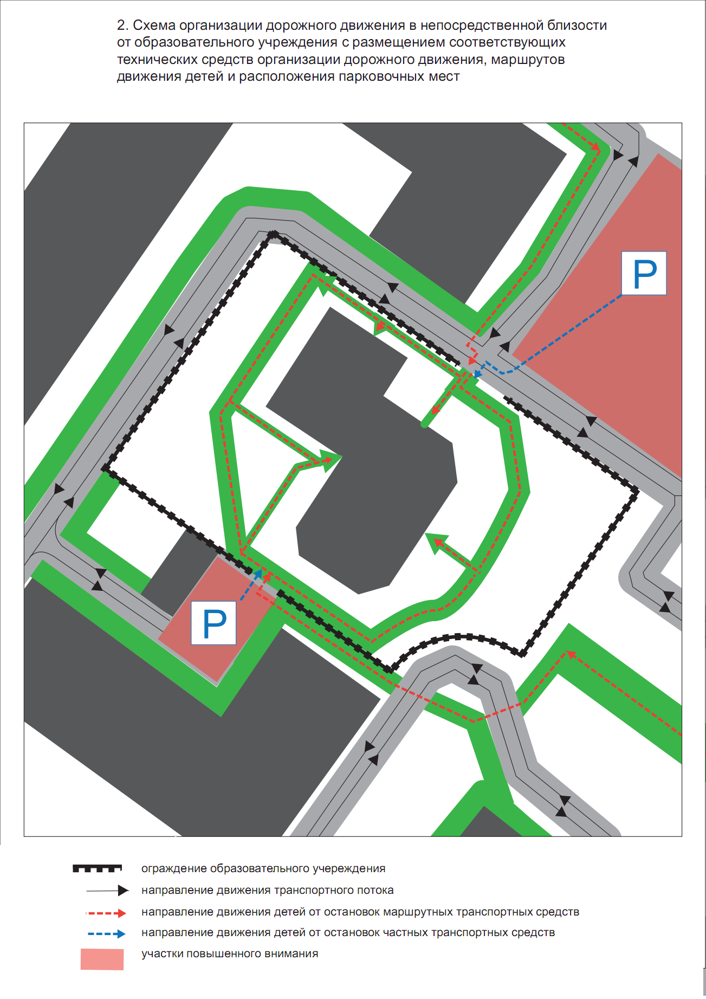 2. Схема организации дорожного движения в непосредственной близости
от образовательного учреждения с размещением соответствующих
технических средств организации дорожного движения, маршрутов
движения детей и расположения парковочных мест
P
P
ограждение образовательного учереждения
направление движения транспортного потока
направление движения детей от остановок маршрутных транспортных средств
направление движения детей от остановок частных транспортных средств
участки повышенного внимания